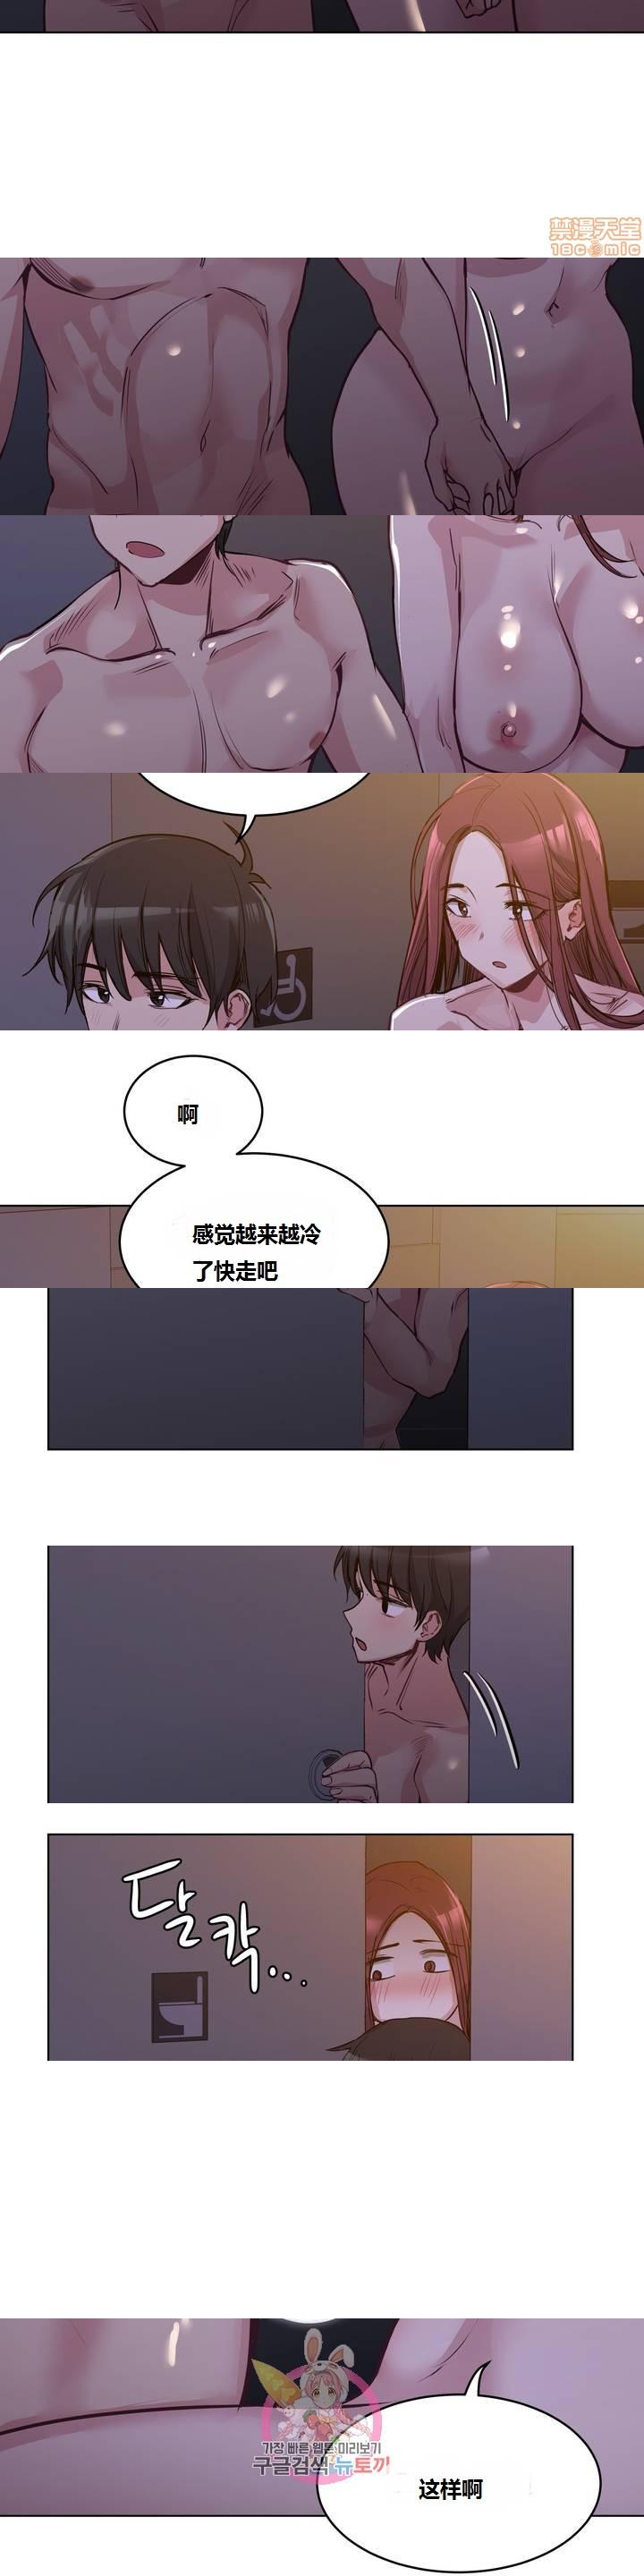 禁漫天堂
18comic
啊
感觉越来越冷
了快走吧
달칵...
가장 빠른 웹툰 미리보기
구글검색 뉴토끼
这样啊